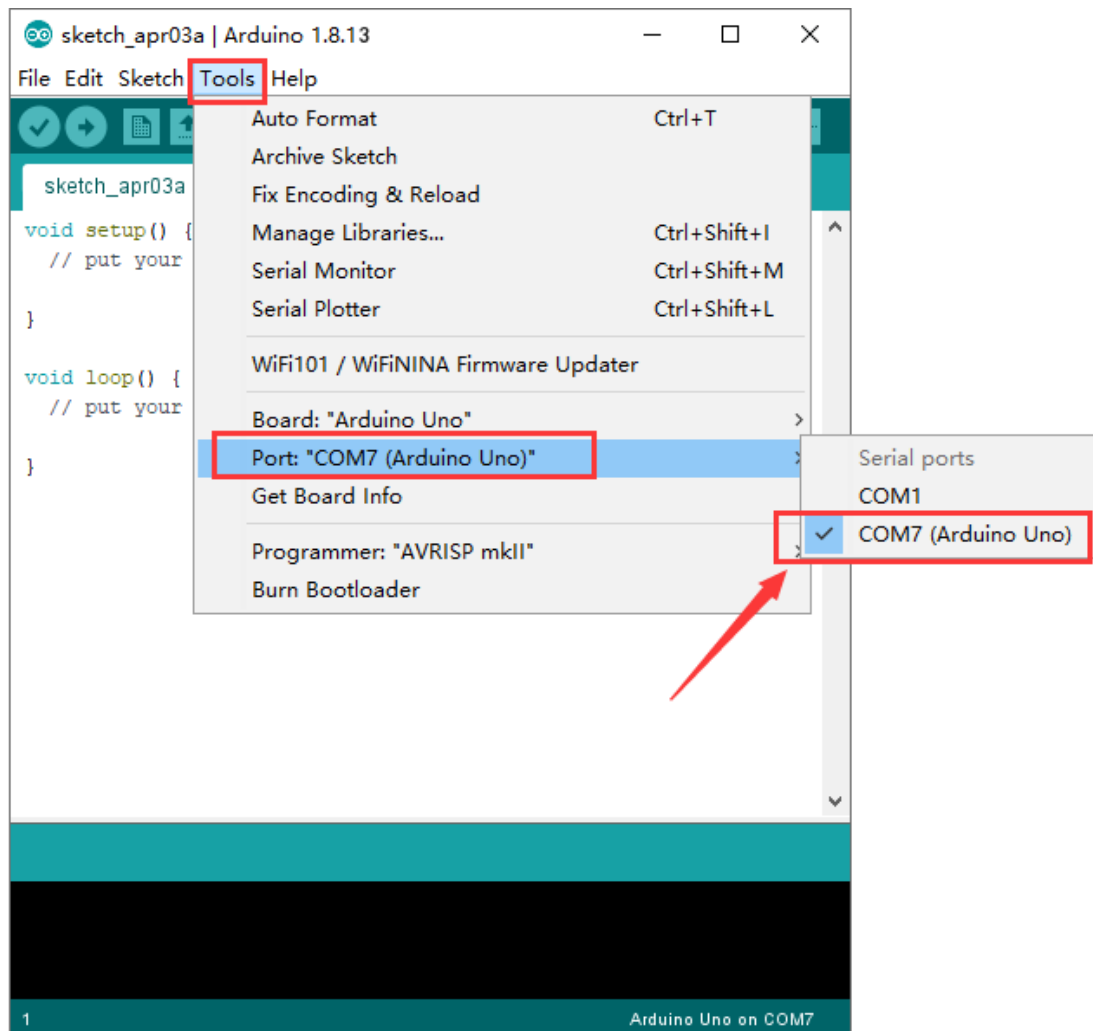 sketch_apr03a | Arduino 1.8.13
File Edit Sketch Tools Help
sketch_apr03a
void setup() {
// put your
}
void loop() {
// put your
}
Auto Format Ctrl+T
Archive Sketch
Fix Encoding & Reload
Manage Libraries... Ctrl+Shift+I
Serial Monitor Ctrl+Shift+M
Serial Plotter Ctrl+Shift+L
WiFi101 / WiFiNINA Firmware Updater
Board: "Arduino Uno"
Port: "COM7 (Arduino Uno)"
Get Board Info
Programmer: "AVRISP mkII"
Burn Bootloader
Serial ports
COM1
COM7 (Arduino Uno)
1 Arduino Uno on COM7